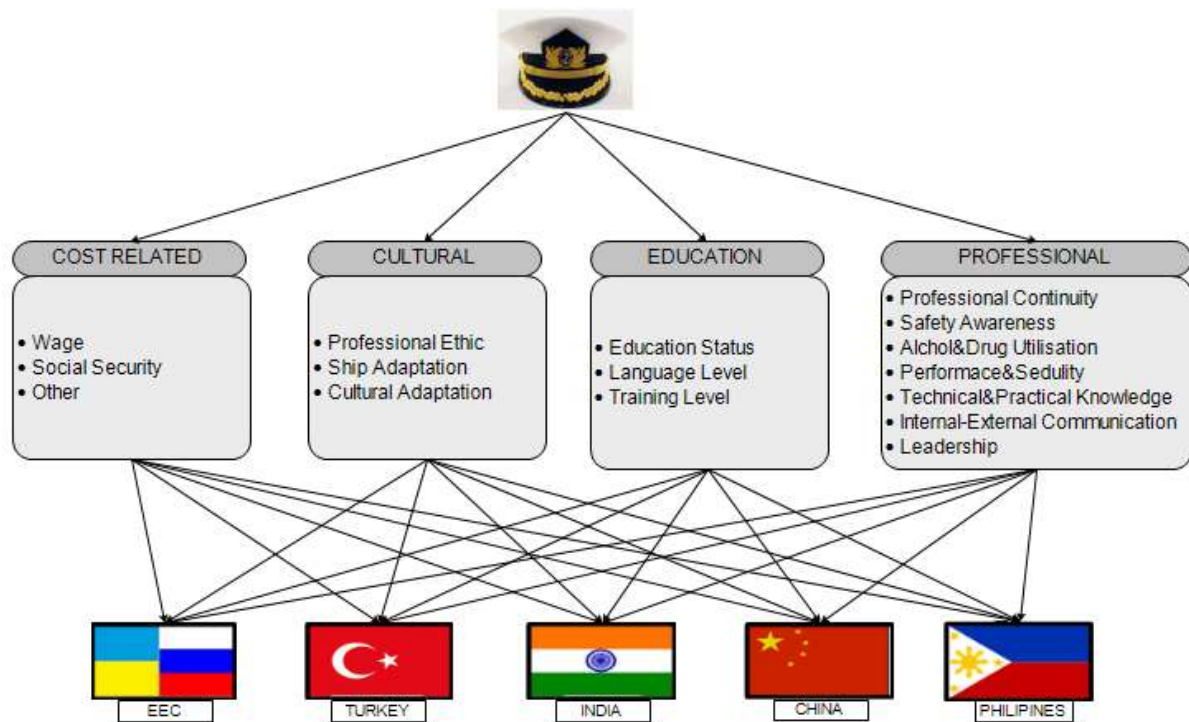 COST RELATED
• Wage
• Social Security
• Other
CULTURAL
• Professional Ethic
• Ship Adaptation
• Cultural Adaptation
EDUCATION
• Education Status
• Language Level
• Training Level
PROFESSIONAL
• Professional Continuity
• Safety Awareness
• Alchol&Drug Utilisation
• Performace&Sedulity
• Technical&Practical Knowledge
• Internal-External Communication
• Leadership
EEC
TURKEY
INDIA
CHINA
PHILIPINES